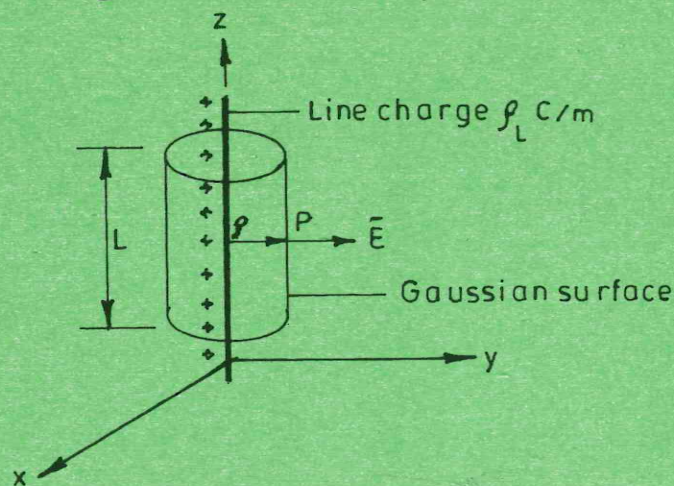 z
Line charge ρL C/m
L
ρ P Ē
Gaussian surface
y
x